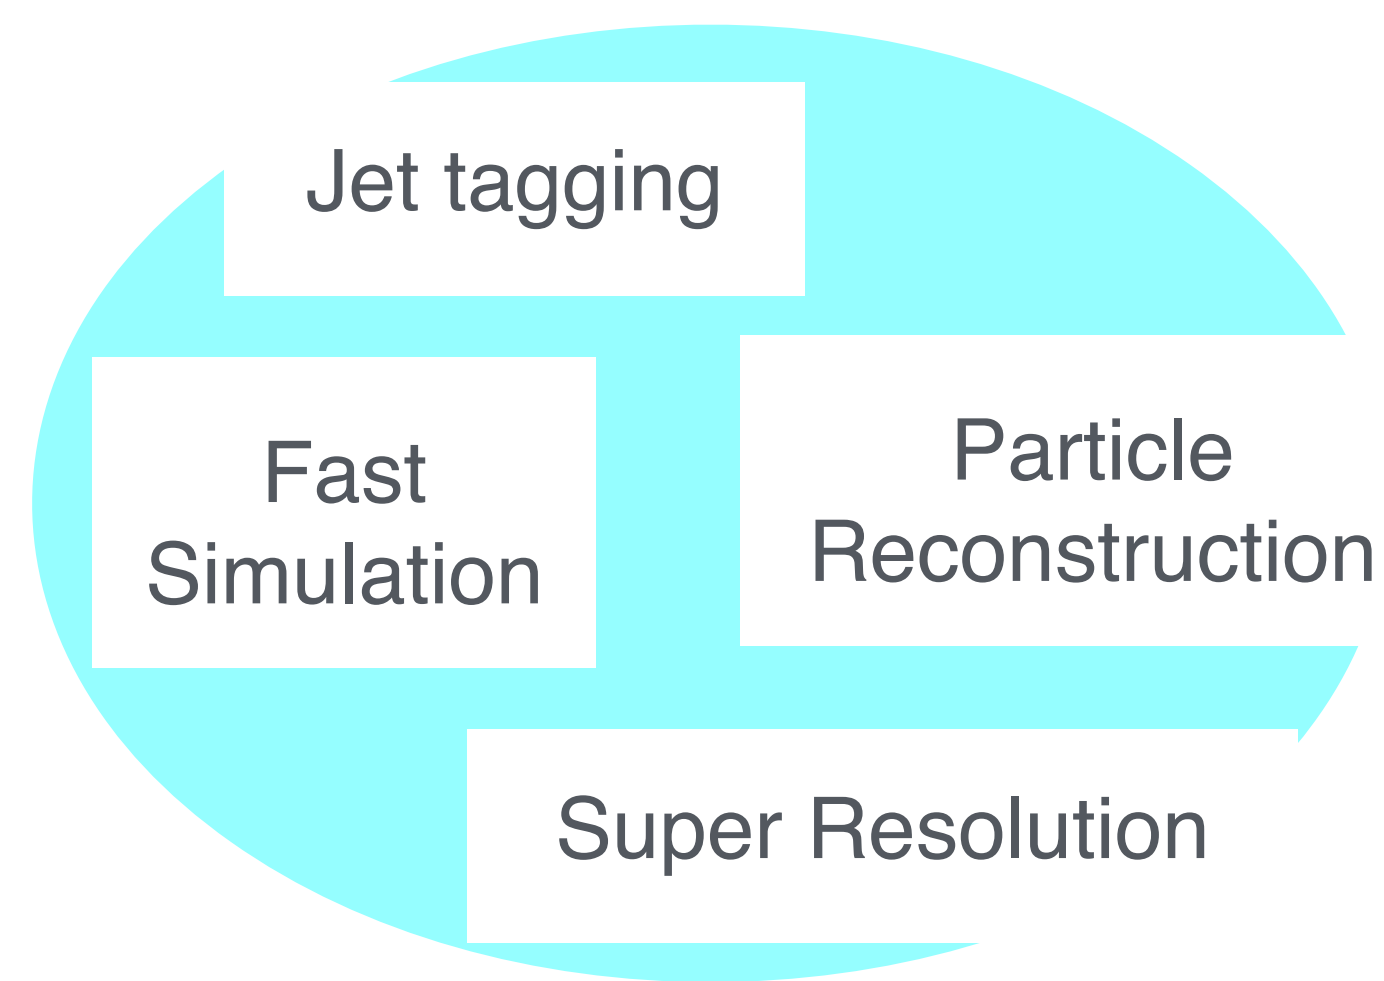 Jet tagging
Fast
Simulation
Particle
Reconstruction
Super Resolution